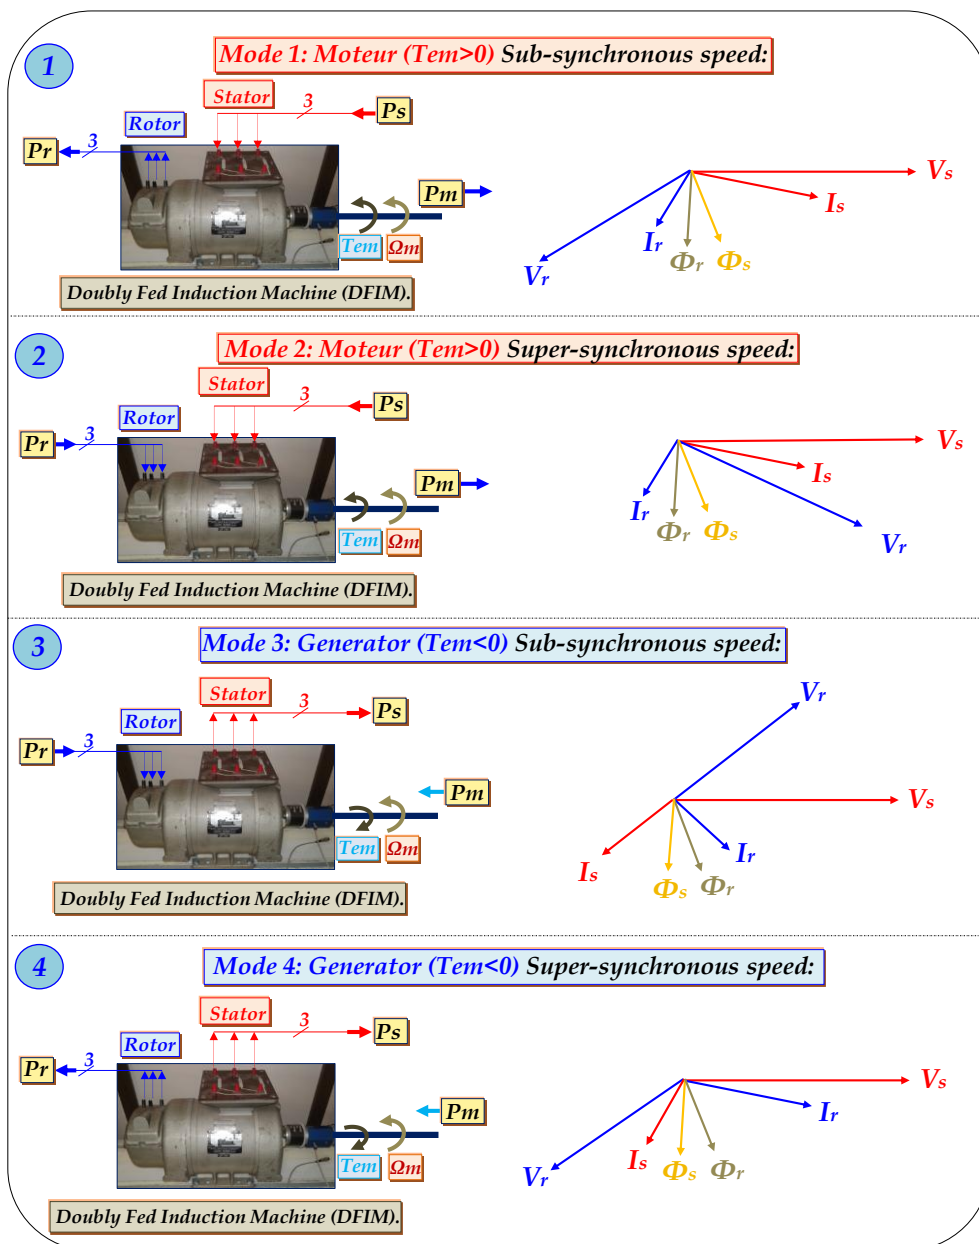 1
Mode 1: Moteur (Tem>0) Sub-synchronous speed:
Stator
3
Ps
Rotor
Pr
3
Pm
Tem
Ωm
Doubly Fed Induction Machine (DFIM).
Vs
Is
Ir
Φr
Φs
Vr
2
Mode 2: Moteur (Tem>0) Super-synchronous speed:
Stator
3
Ps
Rotor
Pr
3
Pm
Tem
Ωm
Doubly Fed Induction Machine (DFIM).
Vs
Is
Ir
Φr
Φs
Vr
3
Mode 3: Generator (Tem<0) Sub-synchronous speed:
Stator
3
Ps
Rotor
Pr
3
Pm
Tem
Ωm
Doubly Fed Induction Machine (DFIM).
Vr
Vs
Ir
Is
Φs
Φr
4
Mode 4: Generator (Tem<0) Super-synchronous speed:
Stator
3
Ps
Rotor
Pr
3
Pm
Tem
Ωm
Doubly Fed Induction Machine (DFIM).
Vs
Ir
Is
Φs
Φr
Vr